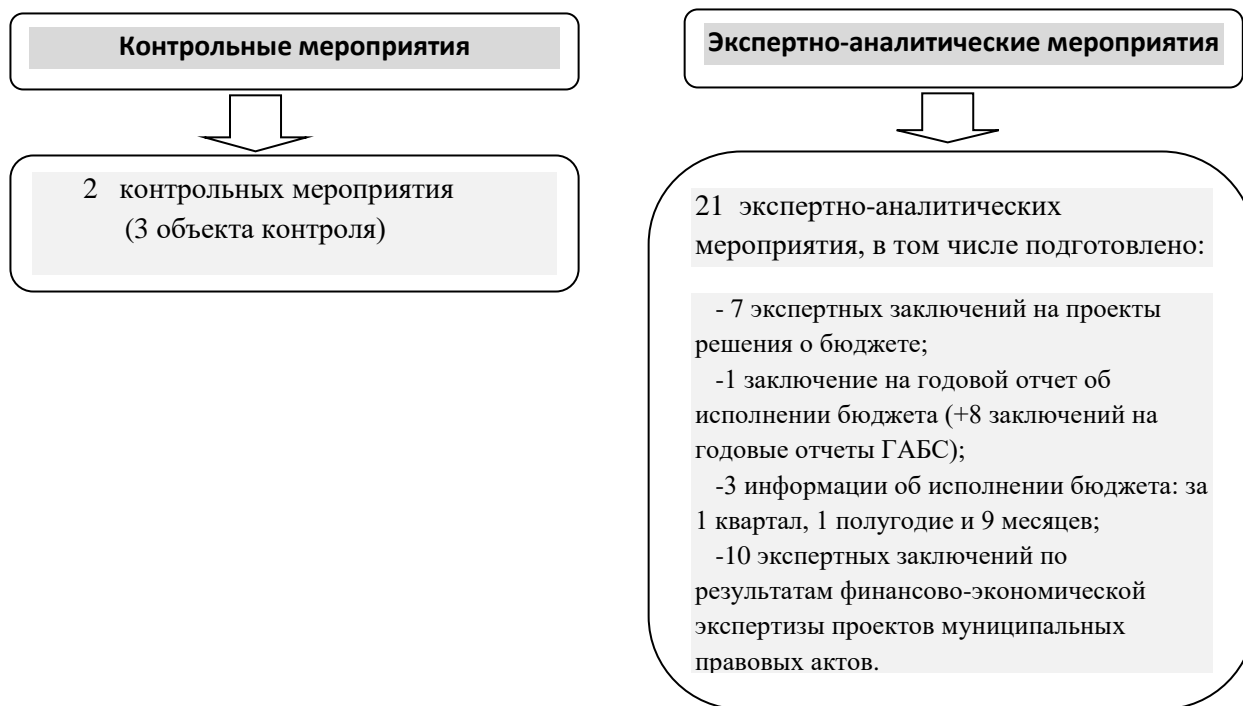 Контрольные мероприятия
2 контрольных мероприятия
(3 объекта контроля)
Экспертно-аналитические мероприятия
21 экспертно-аналитических
мероприятия, в том числе подготовлено:
- 7 экспертных заключений на проекты
решения о бюджете;
-1 заключение на годовой отчет об
исполнении бюджета (+8 заключений на
годовые отчеты ГАБС);
-3 информации об исполнении бюджета: за
1 квартал, 1 полугодие и 9 месяцев;
-10 экспертных заключений по
результатам финансово-экономической
экспертизы проектов муниципальных
правовых актов.